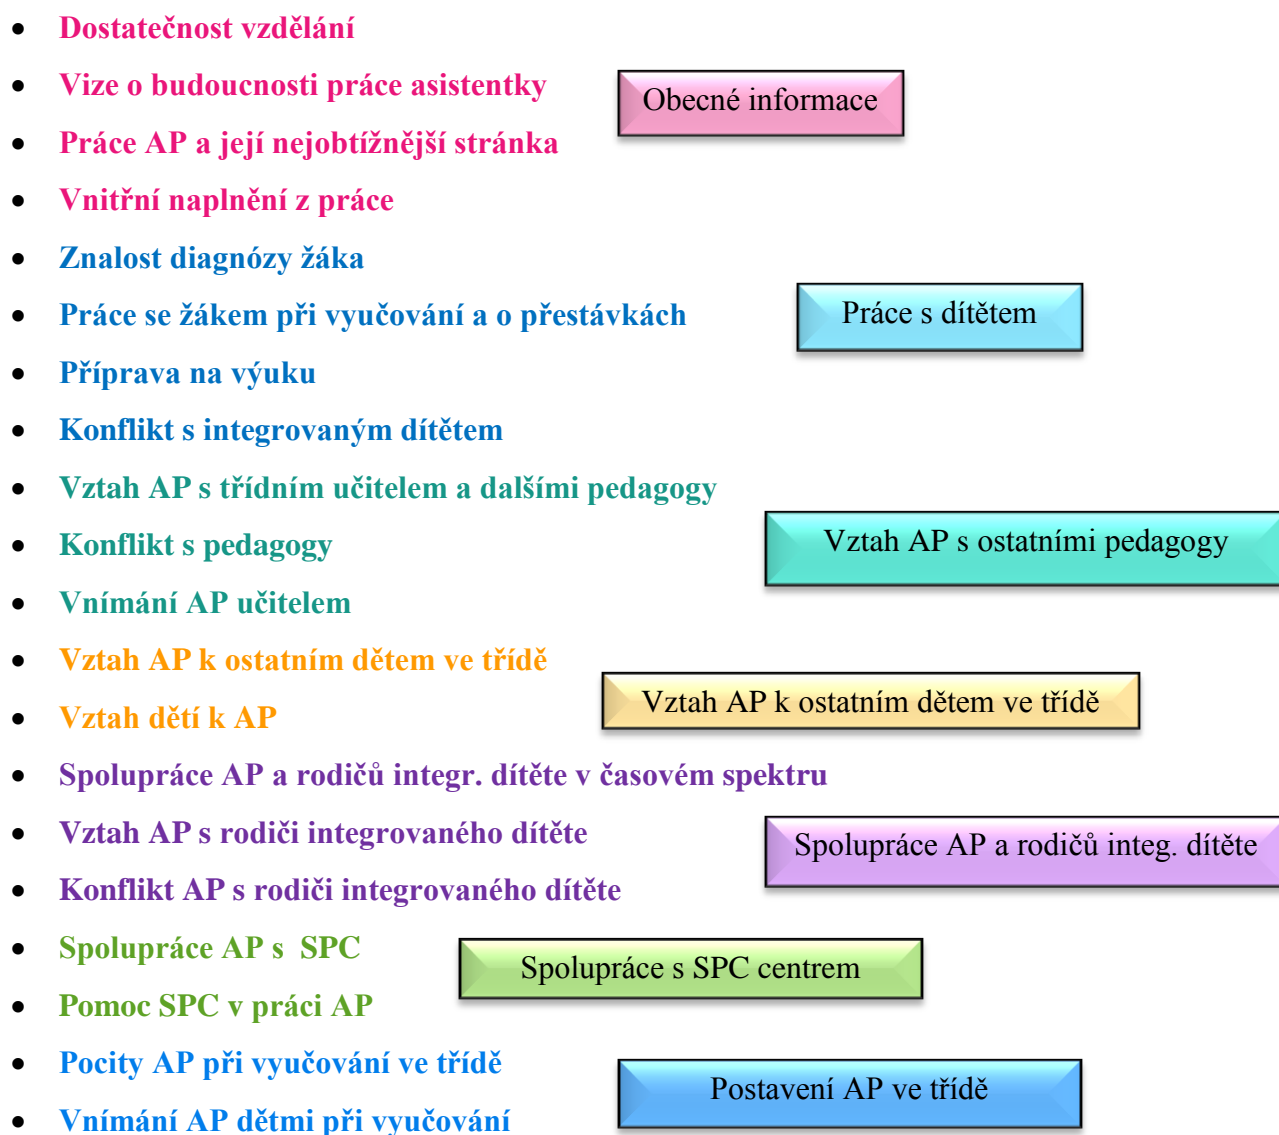 • Dostatečnost vzdělání
• Vize o budoucnosti práce asistentky
Obecné informace
• Práce AP a její nejobtížnější stránka
• Vnitřní naplnění z práce
• Znalost diagnózy žáka
• Práce se žákem při vyučování a o přestávkách
Práce s dítětem
• Příprava na výuku
• Konflikt s integrovaným dítětem
• Vztah AP s třídním učitelem a dalšími pedagogy
• Konflikt s pedagogy
Vztah AP s ostatními pedagogy
• Vnímání AP učitelem
• Vztah AP k ostatním dětem ve třídě
Vztah AP k ostatním dětem ve třídě
• Vztah dětí k AP
• Spolupráce AP a rodičů integr. dítěte v časovém spektru
• Vztah AP s rodiči integrovaného dítěte
Spolupráce AP a rodičů integ. dítěte
• Konflikt AP s rodiči integrovaného dítěte
• Spolupráce AP s  SPC
Spolupráce s SPC centrem
• Pomoc SPC v práci AP
• Pocity AP při vyučování ve třídě
Postavení AP ve třídě
• Vnímání AP dětmi při vyučování